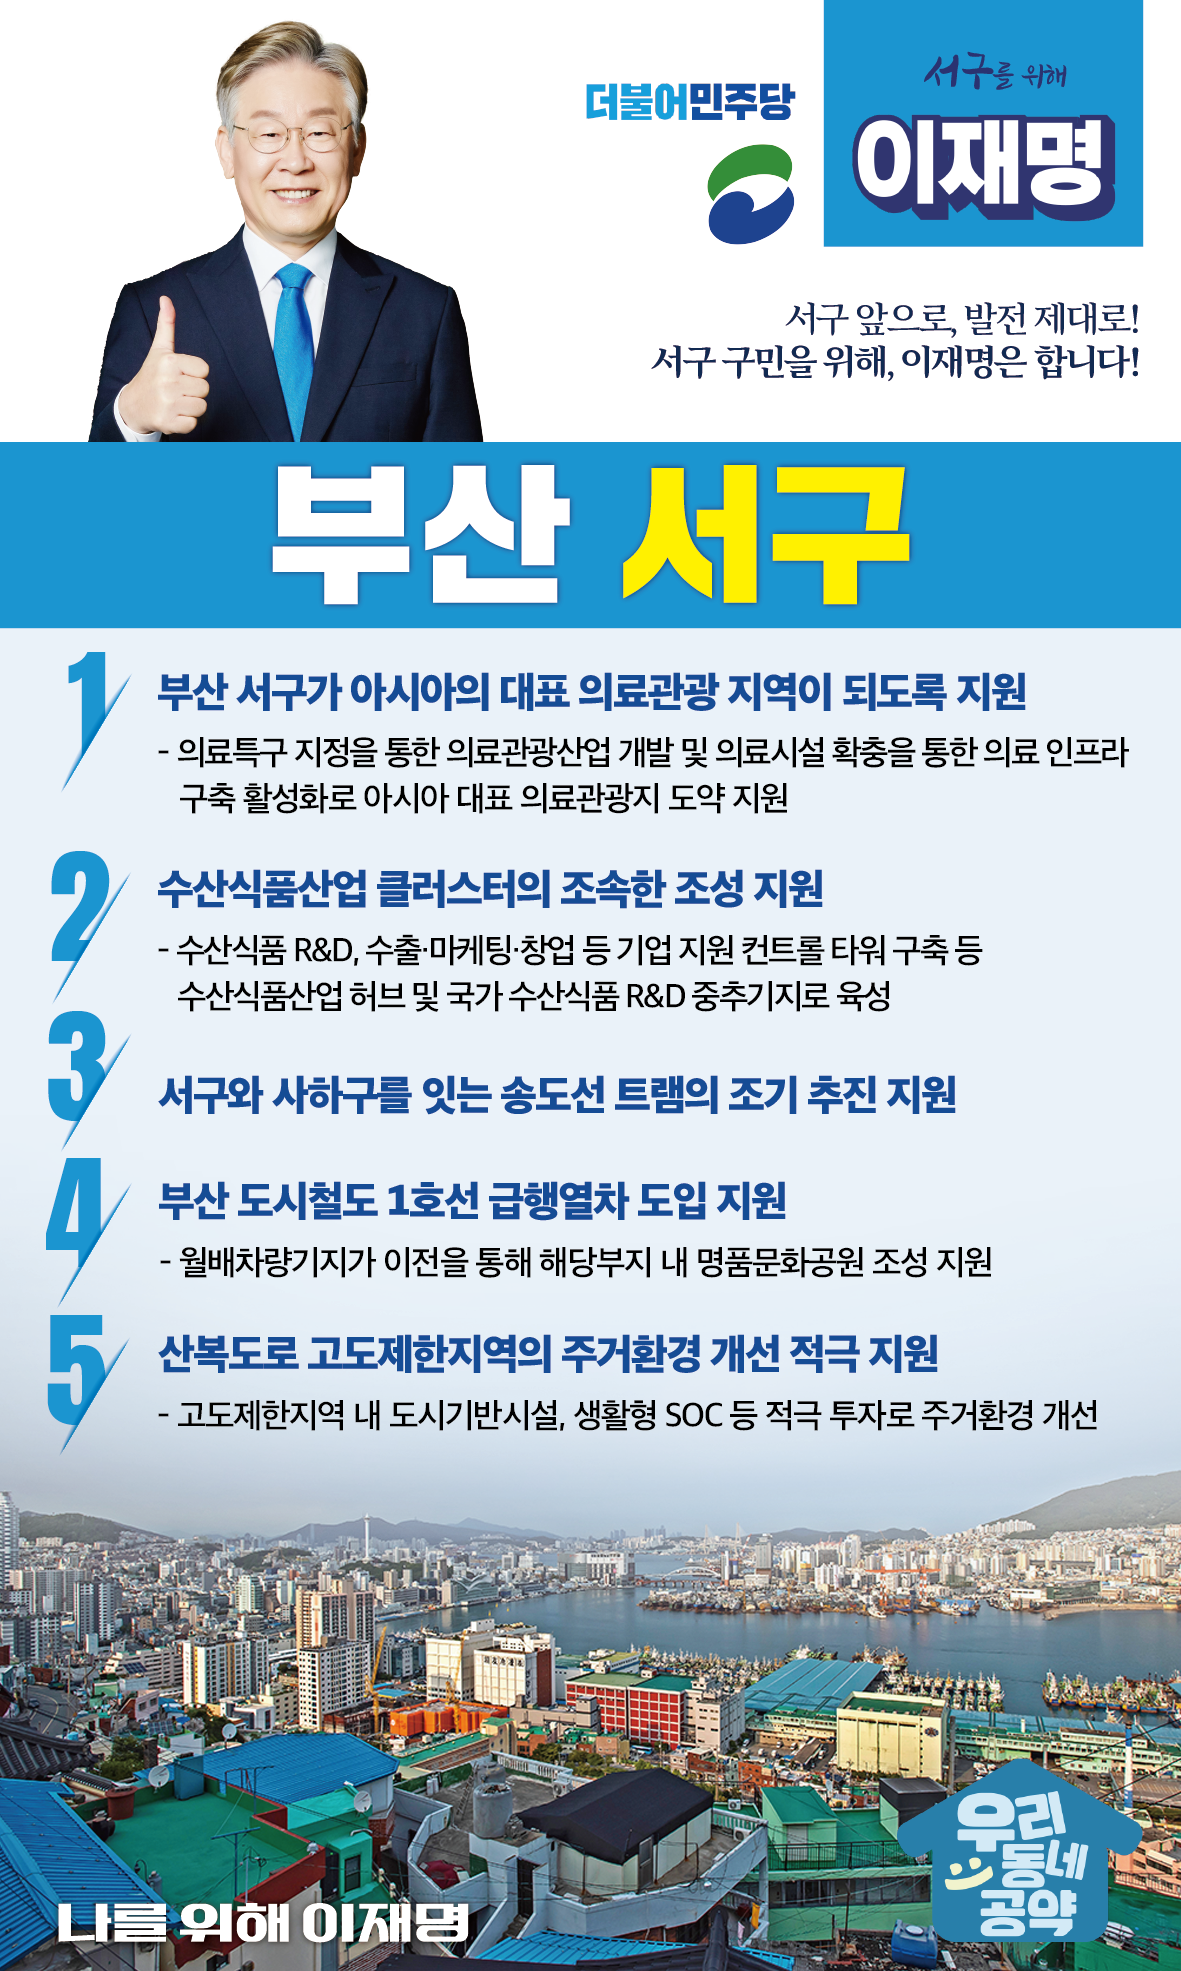 더불어민주당
서구를 위해
이재명
서구 앞으로, 발전 제대로!
서구 구민을 위해, 이재명은 합니다!
부산 서구
1
부산 서구가 아시아의 대표 의료관광 지역이 되도록 지원
- 의료특구 지정을 통한 의료관광산업 개발 및 의료시설 확충을 통한 의료 인프라
구축 활성화로 아시아 대표 의료관광지 도약 지원
2
수산식품산업 클러스터의 조속한 조성 지원
- 수산식품 R&D, 수출·마케팅·창업 등 기업 지원 컨트롤 타워 구축 등
수산식품산업 허브 및 국가 수산식품 R&D 중추기지로 육성
3
서구와 사하구를 잇는 송도선 트램의 조기 추진 지원
4
부산 도시철도 1호선 급행열차 도입 지원
- 월배차량기지가 이전을 통해 해당부지 내 명품문화공원 조성 지원
5
산복도로 고도제한지역의 주거환경 개선 적극 지원
- 고도제한지역 내 도시기반시설, 생활형 SOC 등 적극 투자로 주거환경 개선
나를 위해 이재명
우리
동네
공약